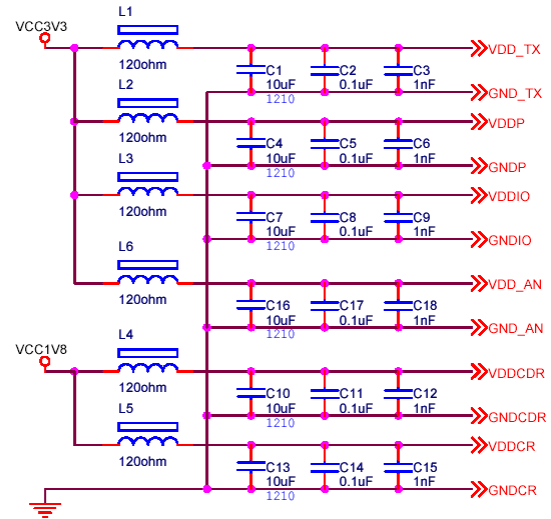 L1
VCC3V3
VDD_TX
120ohm
C1 C2 C3
10uF 0.1uF 1nF
1210
GND_TX
L2
VDDP
120ohm
C4 C5 C6
10uF 0.1uF 1nF
1210
GNDP
L3
VDDIO
120ohm
C7 C8 C9
10uF 0.1uF 1nF
1210
GNDIO
L6
VDD_AN
120ohm
C16 C17 C18
10uF 0.1uF 1nF
1210
GND_AN
VCC1V8
L4
VDDCDR
120ohm
C10 C11 C12
10uF 0.1uF 1nF
1210
GNDCDR
L5
VDDCR
120ohm
C13 C14 C15
10uF 0.1uF 1nF
1210
GNDCR